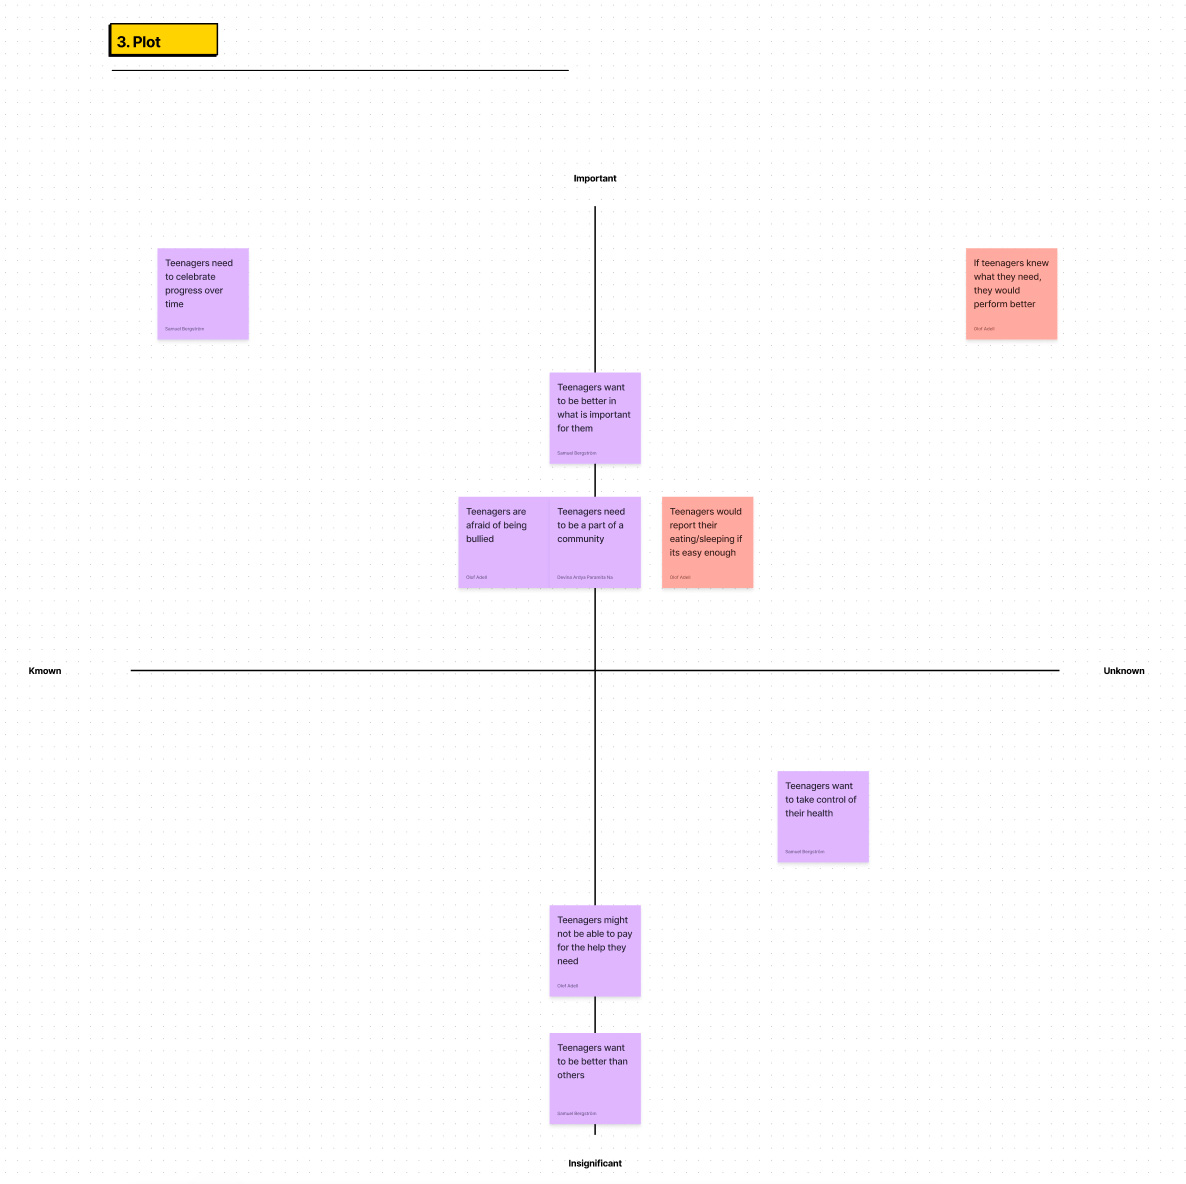 3. Plot
Important
Teenagers need
to celebrate
progress over
time
Samuel Bergström
If teenagers knew
what they need,
they would
perform better
Olof Adell
Teenagers want
to be better in
what is important
for them
Samuel Bergström
Teenagers are
afraid of being
bullied
Olof Adell
Teenagers need
to be a part of a
community
Devina Arsya Paramita
Teenagers would
report their
eating/sleeping if
its easy enough
Olof Adell
Kmown
Unknown
Teenagers want
to take control of
their health
Samuel Bergström
Teenagers might
not be able to pay
for the help they
need
Olof Adell
Teenagers want
to be better than
others
Samuel Bergström
Insignificant